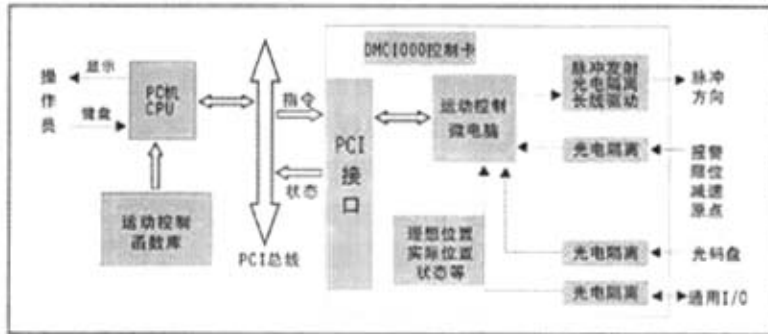 DMC1000控制卡
操作员
显示
键盘
PC机
CPU
运动控制
函数库
指令
状态
PCI总线
PCI
接口
运动控制
微电脑
脉冲发射
光电隔离
长线驱动
脉冲
方向
光电隔离
报警
限位
减速
原点
理想位置
实际位置
状态等
光电隔离
光码盘
光电隔离
通用I/O